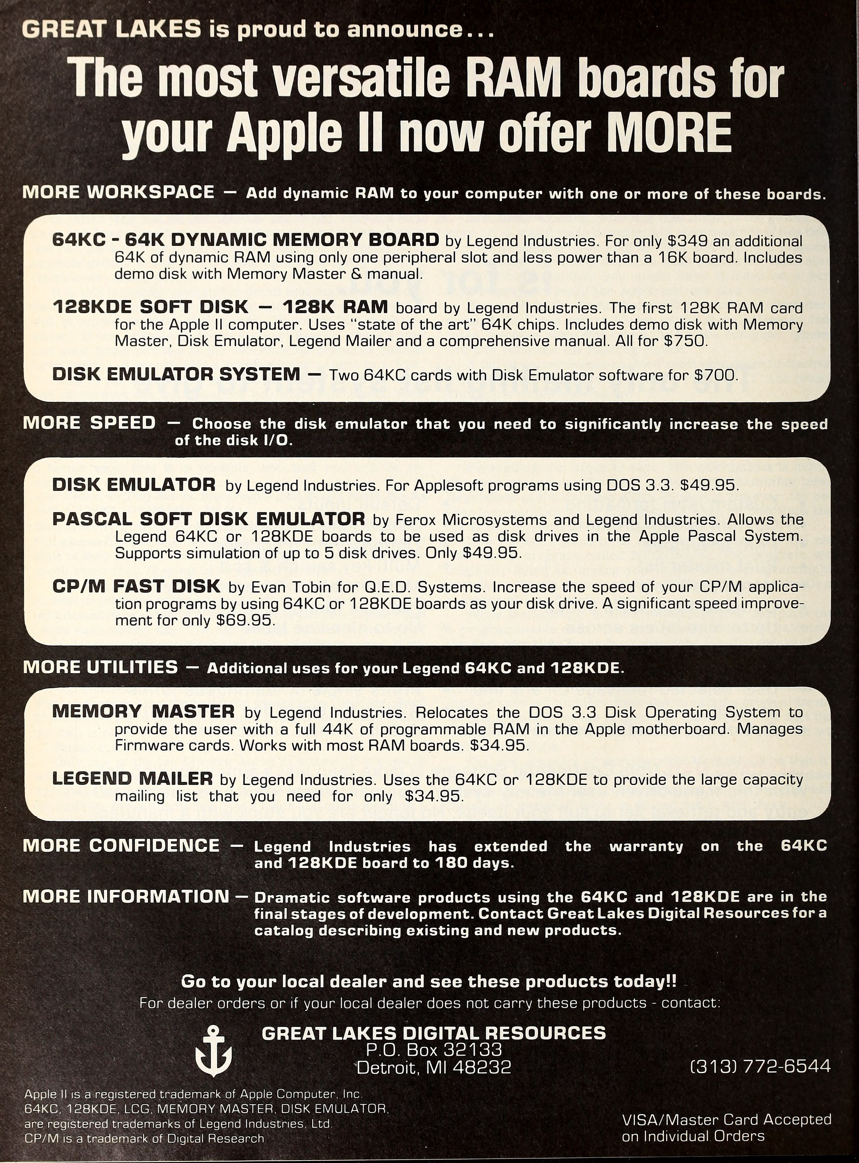 GREAT LAKES is proud to announce...
The most versatile RAM boards for
your Apple II now offer MORE
MORE WORKSPACE — Add dynamic RAM to your computer with one or more of these boards.
64KC - 64K DYNAMIC MEMORY BOARD by Legend Industries. For only $349 an additional
64K of dynamic RAM using only one peripheral slot and less power than a 16K board. Includes
demo disk with Memory Master & manual.
128KDE SOFT DISK — 128K RAM board by Legend Industries. The first 128K RAM card
for the Apple II computer. Uses "state of the art" 64K chips. Includes demo disk with Memory
Master, Disk Emulator, Legend Mailer and a comprehensive manual. All for $750.
DISK EMULATOR SYSTEM — Two 64KC cards with Disk Emulator software for $700.
MORE SPEED — Choose the disk emulator that you need to significantly increase the speed
of the disk I/O.
DISK EMULATOR by Legend Industries. For Applesoft programs using DOS 3.3. $49.95.
PASCAL SOFT DISK EMULATOR by Ferox Microsystems and Legend Industries. Allows the
Legend 64KC or 128KDE boards to be used as disk drives in the Apple Pascal System.
Supports simulation of up to 5 disk drives. Only $49.95.
CP/M FAST DISK by Evan Tobin for Q.E.D. Systems. Increase the speed of your CP/M applica-
tion programs by using 64KC or 128KDE boards as your disk drive. A significant speed improve-
ment for only $69.95.
MORE UTILITIES — Additional uses for your Legend 64KC and 128KDE.
MEMORY MASTER by Legend Industries. Relocates the DOS 3.3 Disk Operating System to
provide the user with a full 44K of programmable RAM in the Apple motherboard. Manages
Firmware cards. Works with most RAM boards. $34.95.
LEGEND MAILER by Legend Industries. Uses the 64KC or 128KDE to provide the large capacity
mailing list that you need for only $34.95.
MORE CONFIDENCE — Legend Industries has extended the warranty on the 64KC
and 128KDE board to 180 days.
MORE INFORMATION — Dramatic software products using the 64KC and 128KDE are in the
final stages of development. Contact Great Lakes Digital Resources for a
catalog describing existing and new products.
Go to your local dealer and see these products today!!
For dealer orders or if your local dealer does not carry these products - contact:
GREAT LAKES DIGITAL RESOURCES
P.O. Box 32133
Detroit, MI 48232
(313) 772-6544
Apple II is a registered trademark of Apple Computer, Inc.
64KC, 128KDE, LCG, MEMORY MASTER, DISK EMULATOR,
are registered trademarks of Legend Industries, Ltd.
CP/M is a trademark of Digital Research
VISA/Master Card Accepted
on Individual Orders